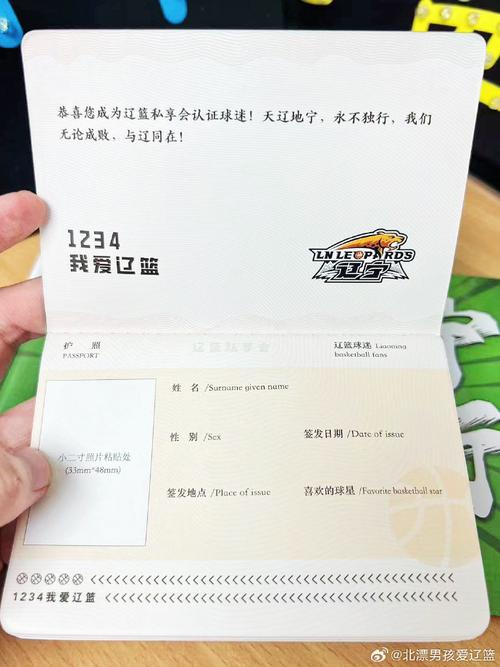 恭喜您成为辽篮私享会认证球迷！天辽地宁，永不独行，我们
无论成败，与辽同在！
1234
我爱辽篮
LN LEOPARDS
辽宁
护 照
PASSPORT
辽篮私享会
辽篮球迷 Liaoning
basketball fans
姓 名 /Surname given name
性 别 /Sex
签发日期 /Date of issue
小二寸照片粘贴处
(33mm*48mm)
签发地点 /Place of issue
喜欢的球星 /Favorite basketball star
<<<<<<<<<<<<<<<<<<<<<<<<<<<<<<<<<<<<<<<<
1234我爱辽篮 <<<<<<<<<<<<<<<<<<<<<<<<<<<<<<<<<<<<<<<<
@北漂男孩爱辽篮